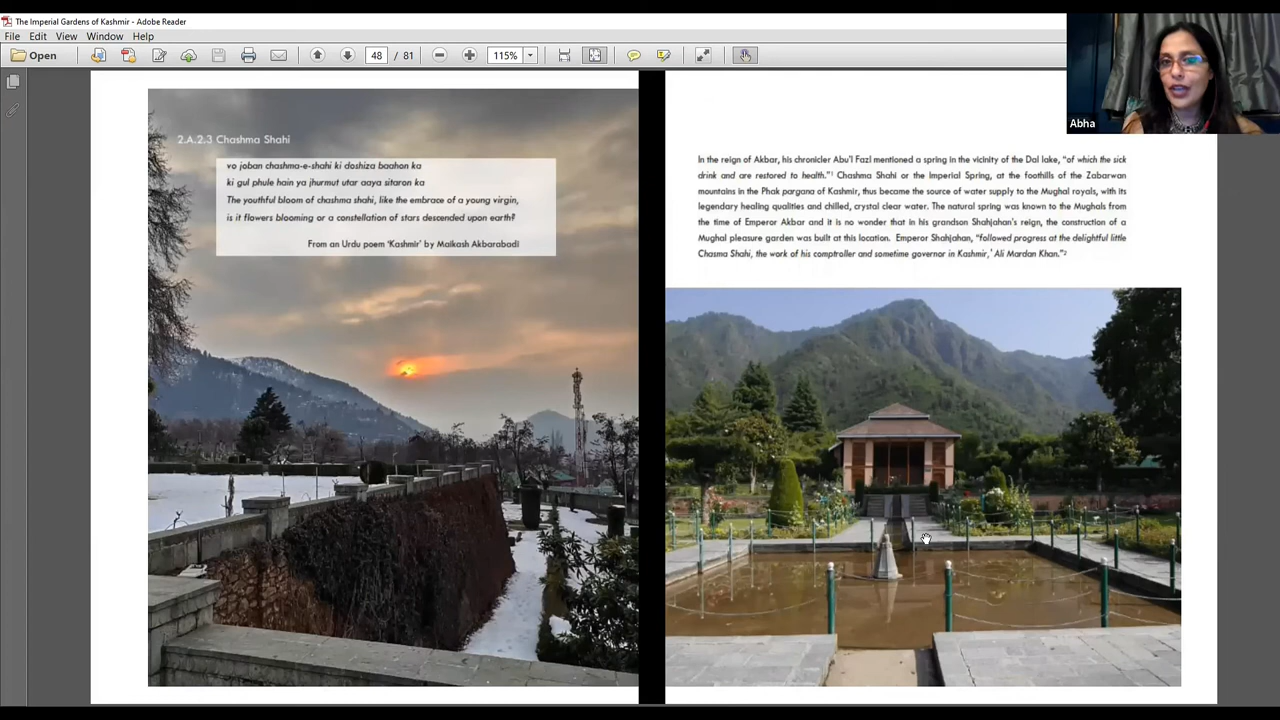 The Imperial Gardens of Kashmir - Adobe Reader
File Edit View Window Help
Open 48 / 81 115%
Abha
2.A.2.3 Chashma Shahi
vo joban chashma-e-shahi ki doshiza baahon ka
ki gul phule hain ya jhurmut utar aaya sitaron ka
The youthful bloom of chashma shahi, like the embrace of a young virgin,
is it flowers blooming or a constellation of stars descended upon earth?
From an Urdu poem 'Kashmir' by Maikash Akbarabadi
In the reign of Akbar, his chronicler Abu'l Fazl mentioned a spring in the vicinity of the Dal lake, "of which the sick
drink and are restored to health."1 Chashma Shahi or the Imperial Spring, at the foothills of the Zabarwan
mountains in the Phak pargana of Kashmir, thus became the source of water supply to the Mughal royals, with its
legendary healing qualities and chilled, crystal clear water. The natural spring was known to the Mughals from
the time of Emperor Akbar and it is no wonder that in his grandson Shahjahan's reign, the construction of a
Mughal pleasure garden was built at this location. Emperor Shahjahan, "followed progress at the delightful little
Chasma Shahi, the work of his comptroller and sometime governor in Kashmir,' Ali Mardan Khan."2